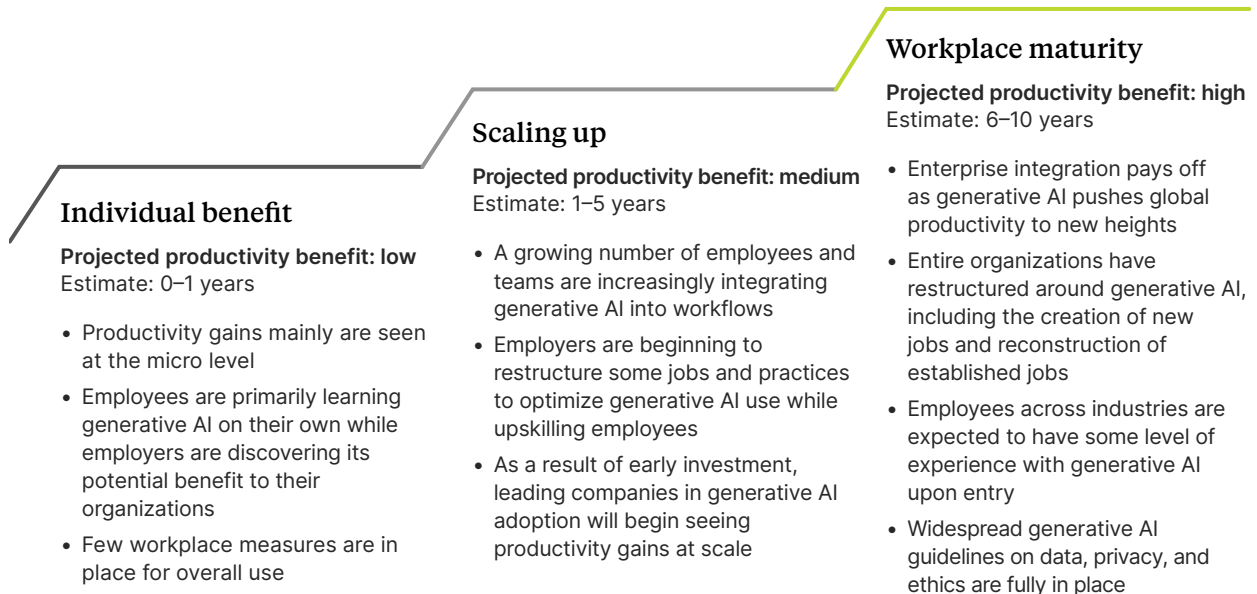 Individual benefit
Projected productivity benefit: low
Estimate: 0–1 years
• Productivity gains mainly are seen
at the micro level
• Employees are primarily learning
generative AI on their own while
employers are discovering its
potential benefit to their
organizations
• Few workplace measures are in
place for overall use
Scaling up
Projected productivity benefit: medium
Estimate: 1–5 years
• A growing number of employees and
teams are increasingly integrating
generative AI into workflows
• Employers are beginning to
restructure some jobs and practices
to optimize generative AI use while
upskilling employees
• As a result of early investment,
leading companies in generative AI
adoption will begin seeing
productivity gains at scale
Workplace maturity
Projected productivity benefit: high
Estimate: 6–10 years
• Enterprise integration pays off
as generative AI pushes global
productivity to new heights
• Entire organizations have
restructured around generative AI,
including the creation of new
jobs and reconstruction of
established jobs
• Employees across industries are
expected to have some level of
experience with generative AI
upon entry
• Widespread generative AI
guidelines on data, privacy, and
ethics are fully in place